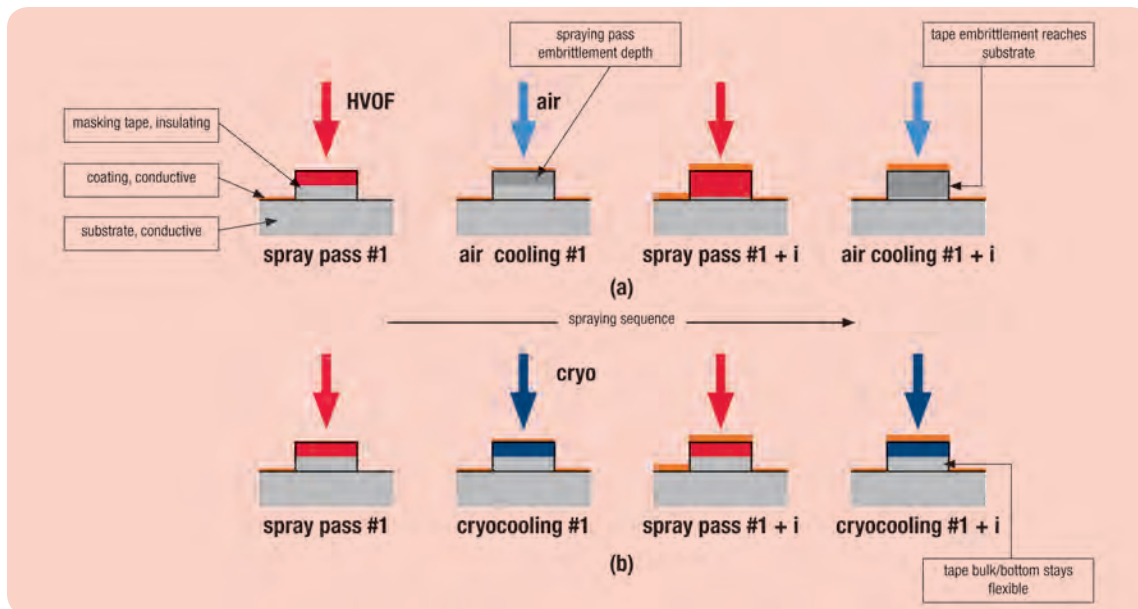 spraying pass
embrittlement depth
tape embrittlement reaches
substrate
HVOF
air
masking tape, insulating
coating, conductive
substrate, conductive
spray pass #1
air cooling #1
spray pass #1 + i
air cooling #1 + i
(a)
spraying sequence
cryo
spray pass #1
cryocooling #1
spray pass #1 + i
cryocooling #1 + i
(b)
tape bulk/bottom stays
flexible